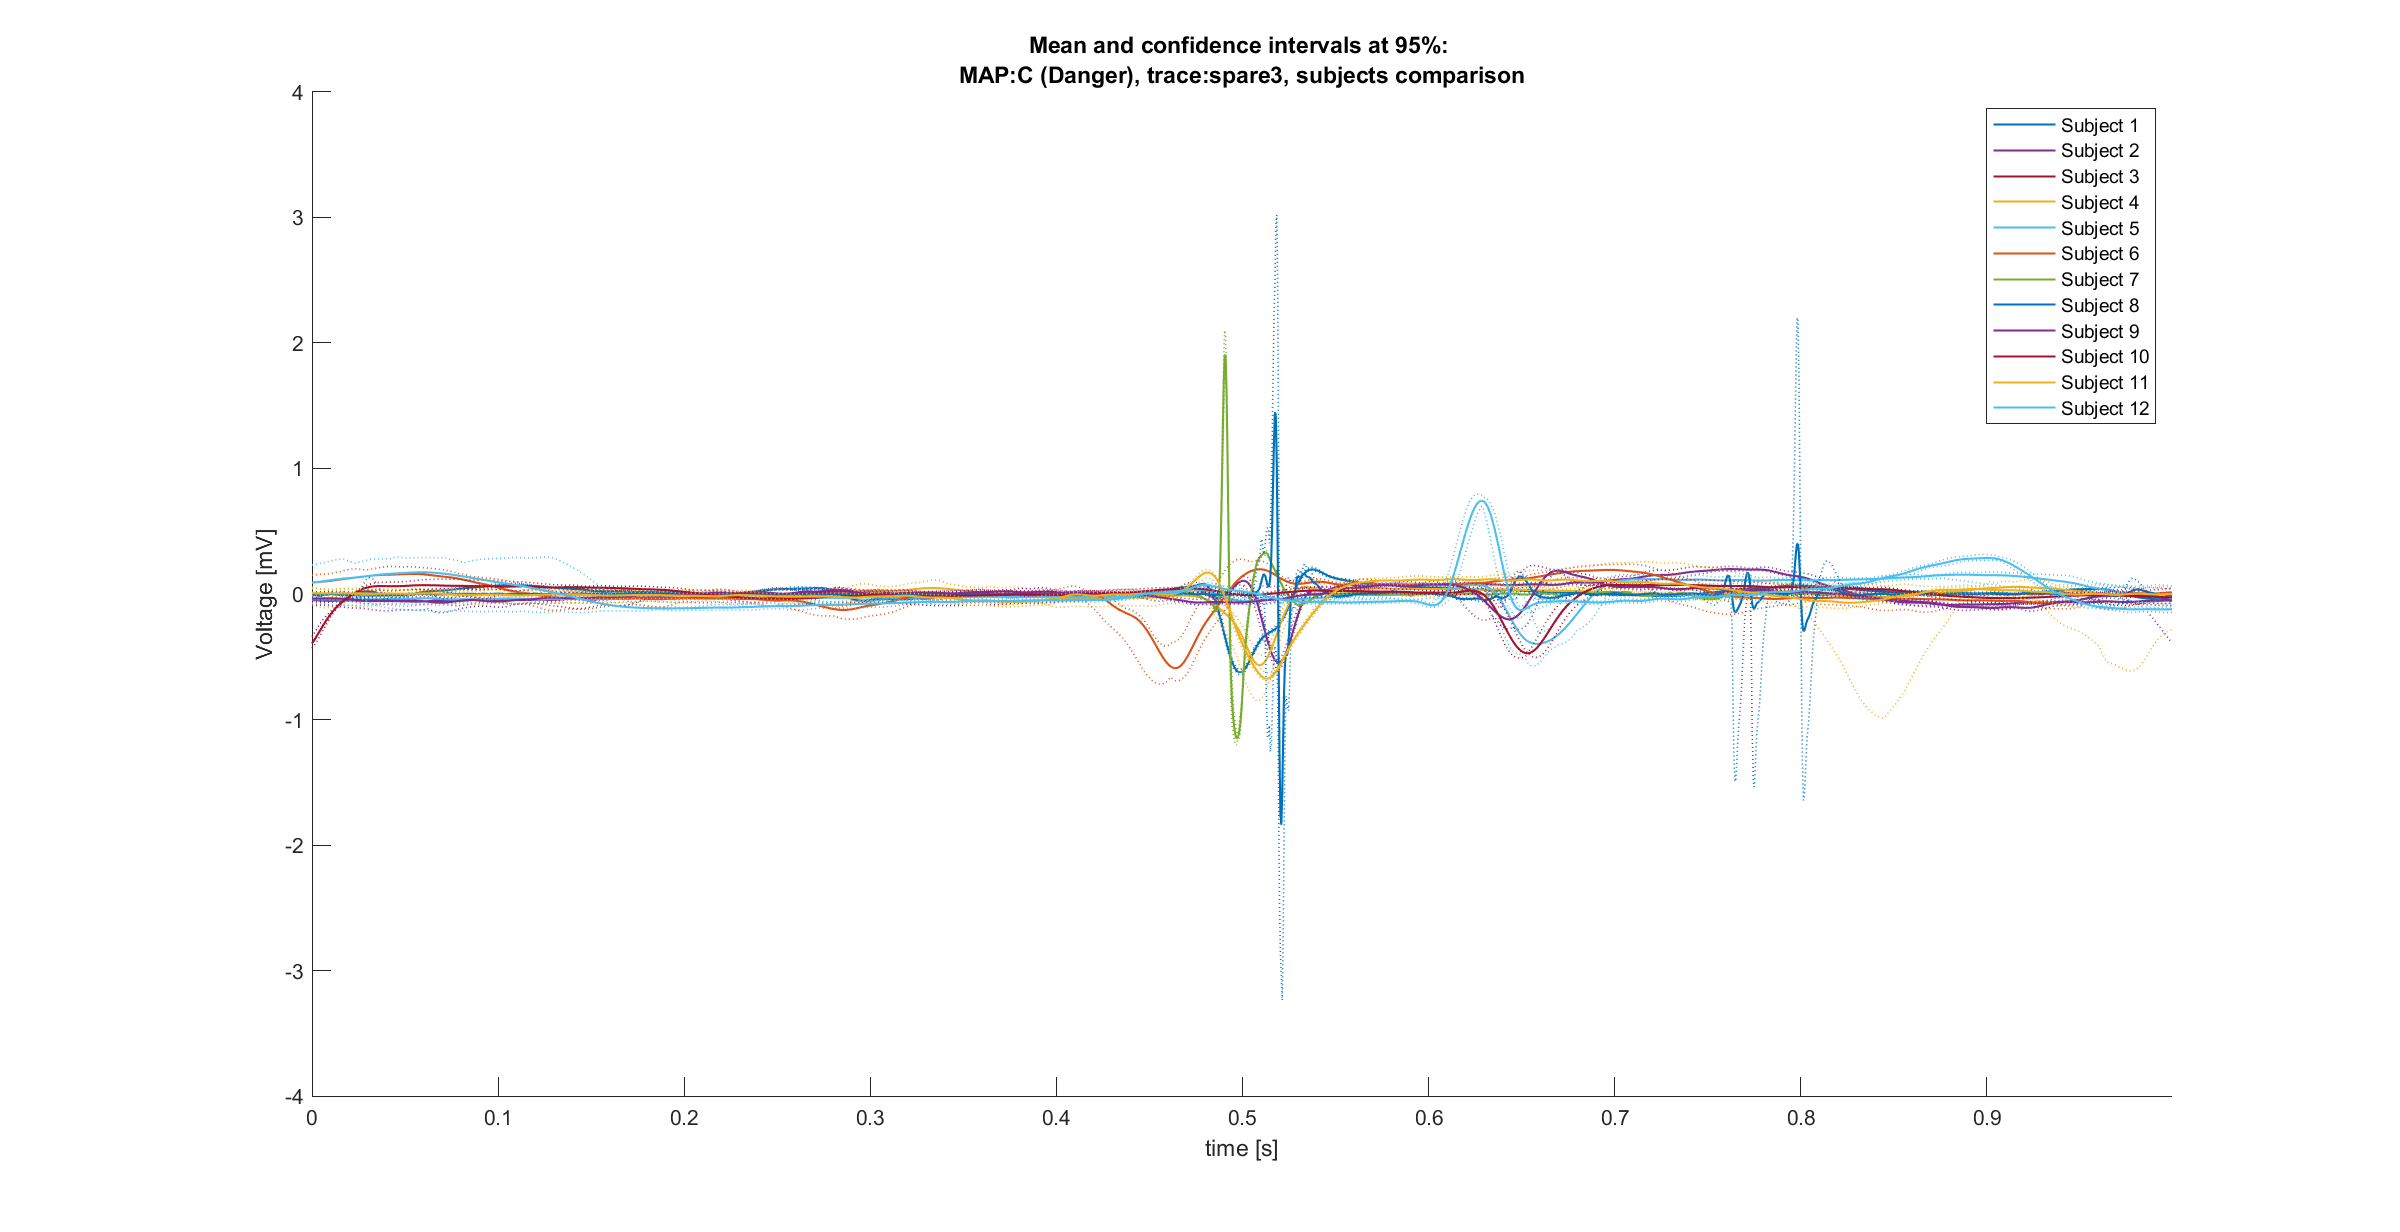 Mean and confidence intervals at 95%:
MAP:C (Danger), trace:spare3, subjects comparison
4
3
2
1
0
-1
-2
-3
-4
Voltage [mV]
Subject 1
Subject 2
Subject 3
Subject 4
Subject 5
Subject 6
Subject 7
Subject 8
Subject 9
Subject 10
Subject 11
Subject 12
0 0.1 0.2 0.3 0.4 0.5 0.6 0.7 0.8 0.9
time [s]